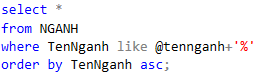 select *
from NGANH
where TenNganh like @tennganh+'%'
order by TenNganh asc;